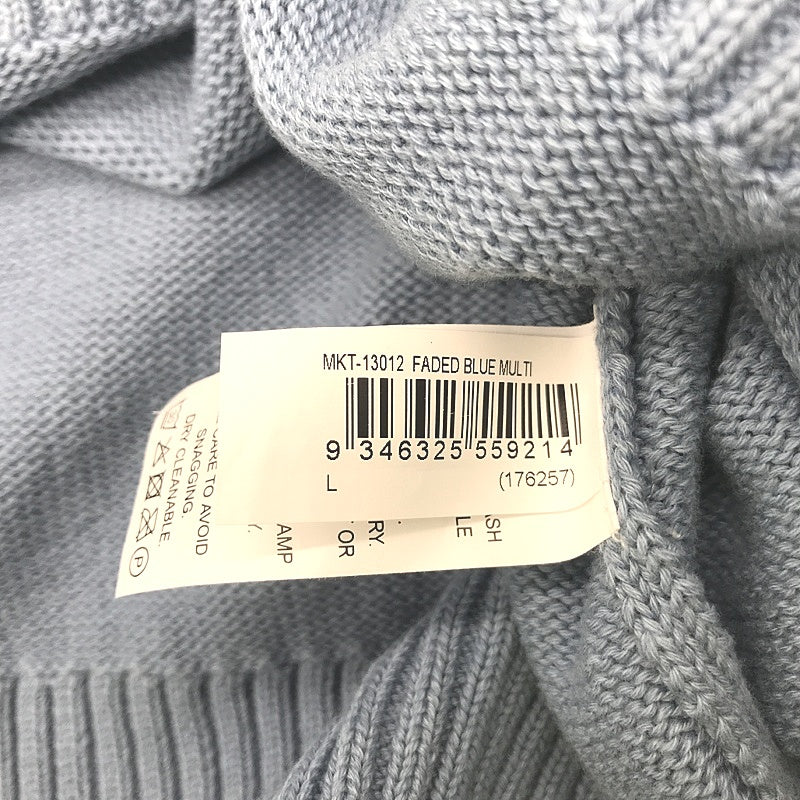 MKT-13012 FADED BLUE MULTI
9 346325 559214
L (176257)
CARE TO AVOID
SNAGGING.
DRY CLEANABLE.
P
AMP
OR
RY.
LE